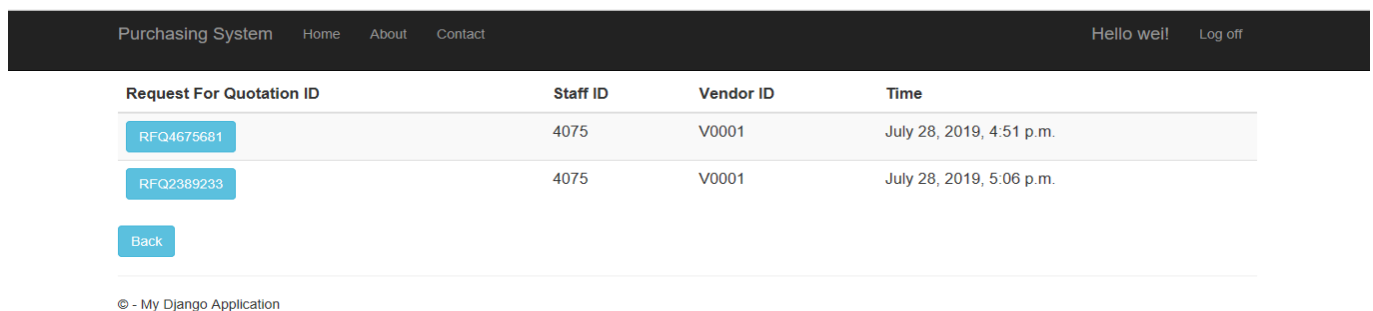 Purchasing System Home About Contact Hello wei! Log off
Request For Quotation ID Staff ID Vendor ID Time
RFQ4675681 4075 V0001 July 28, 2019, 4:51 p.m.
RFQ2389233 4075 V0001 July 28, 2019, 5:06 p.m.
Back
© - My Django Application